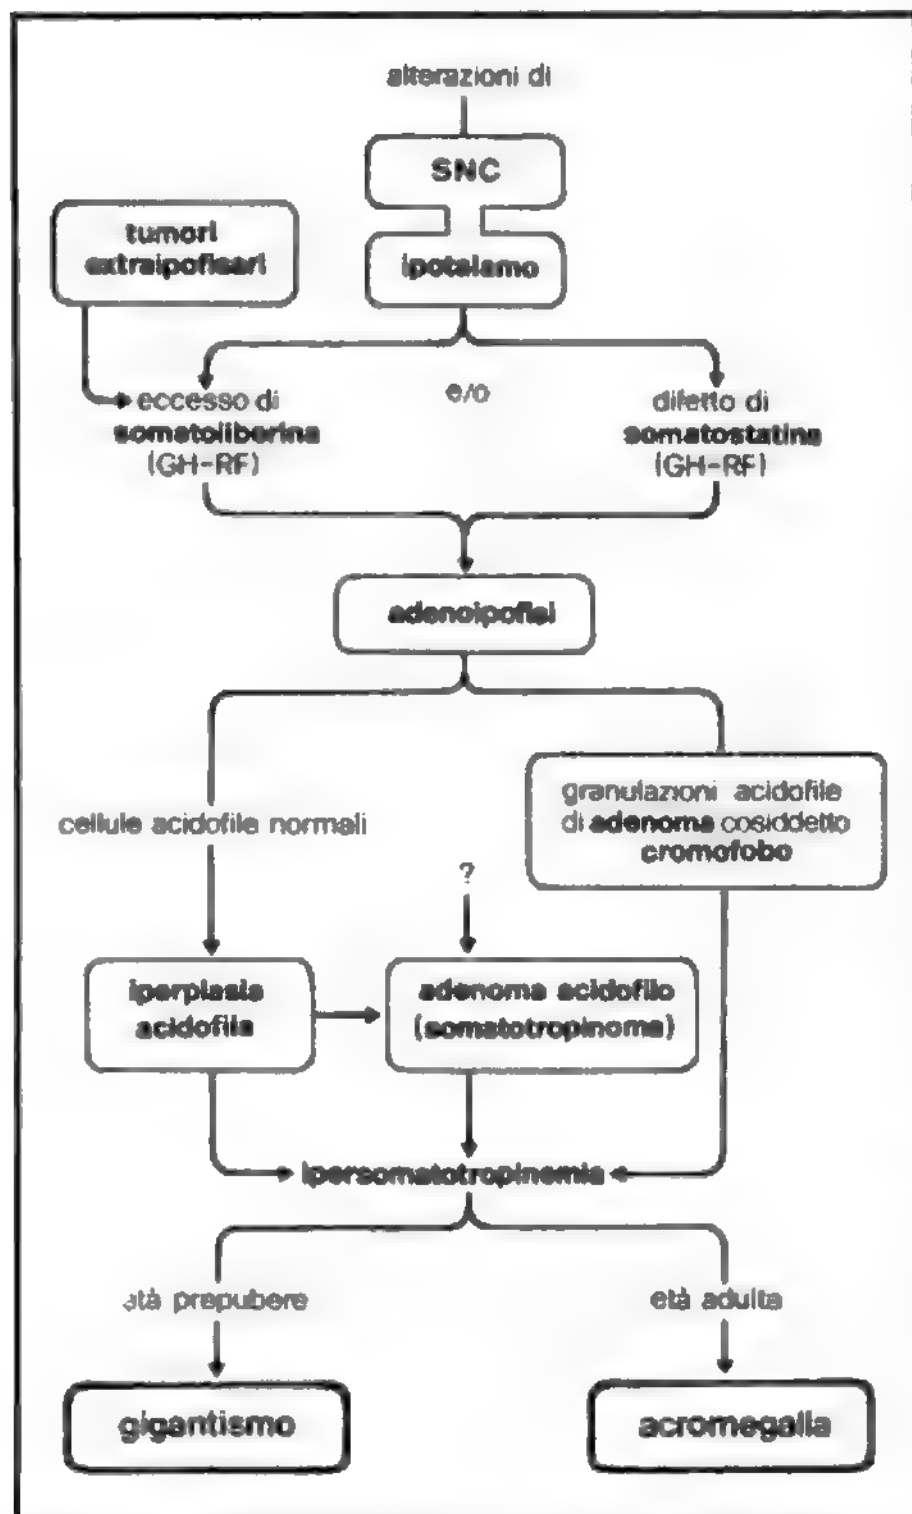 alterazioni di
SNC
tumori
extraipofisari
ipotalamo
e/o
eccesso di
somatoliberina
(GH-RF)
difetto di
somatostatina
(GH-RF)
adenoipofisi
cellule acidofile normali
granulazioni acidofile
di adenoma cosiddetto
cromofobo
?
iperplasia
acidofila
adenoma acidofilo
(somatotropinoma)
ipersomatotropinemia
età prepubere
età adulta
gigantismo
acromegalia